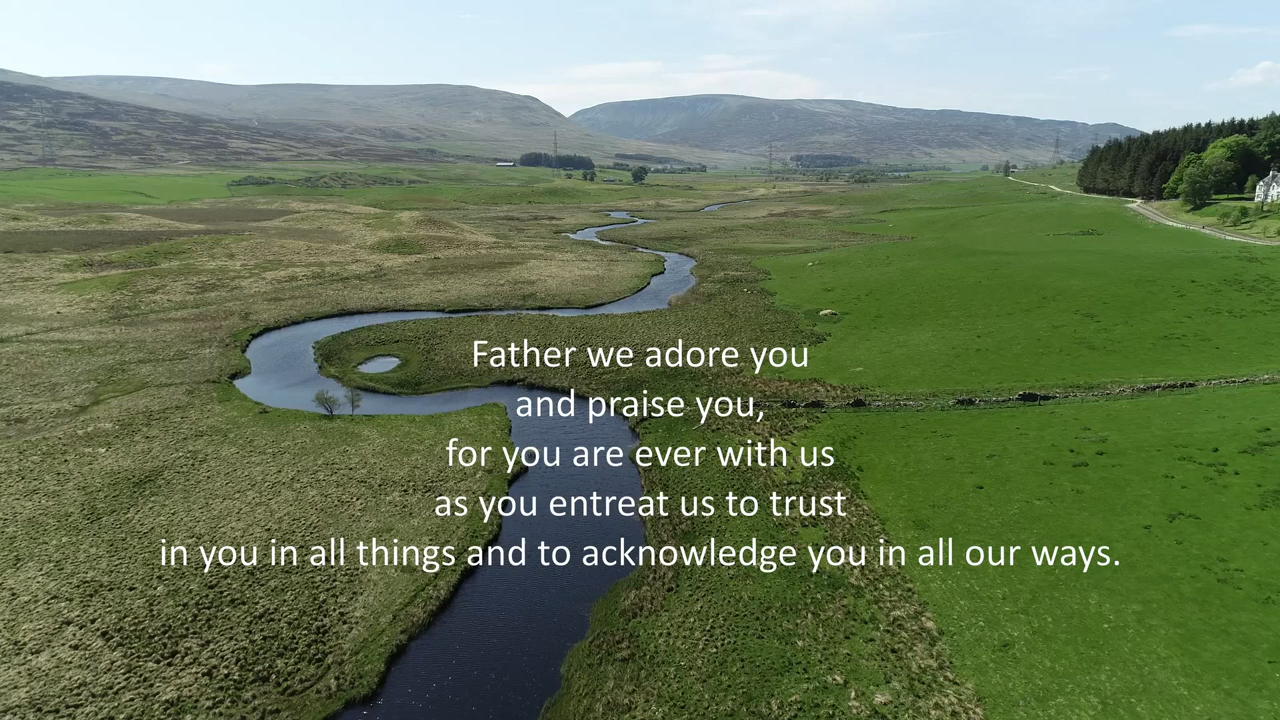 Father we adore you
and praise you,
for you are ever with us
as you entreat us to trust
in you in all things and to acknowledge you in all our ways.